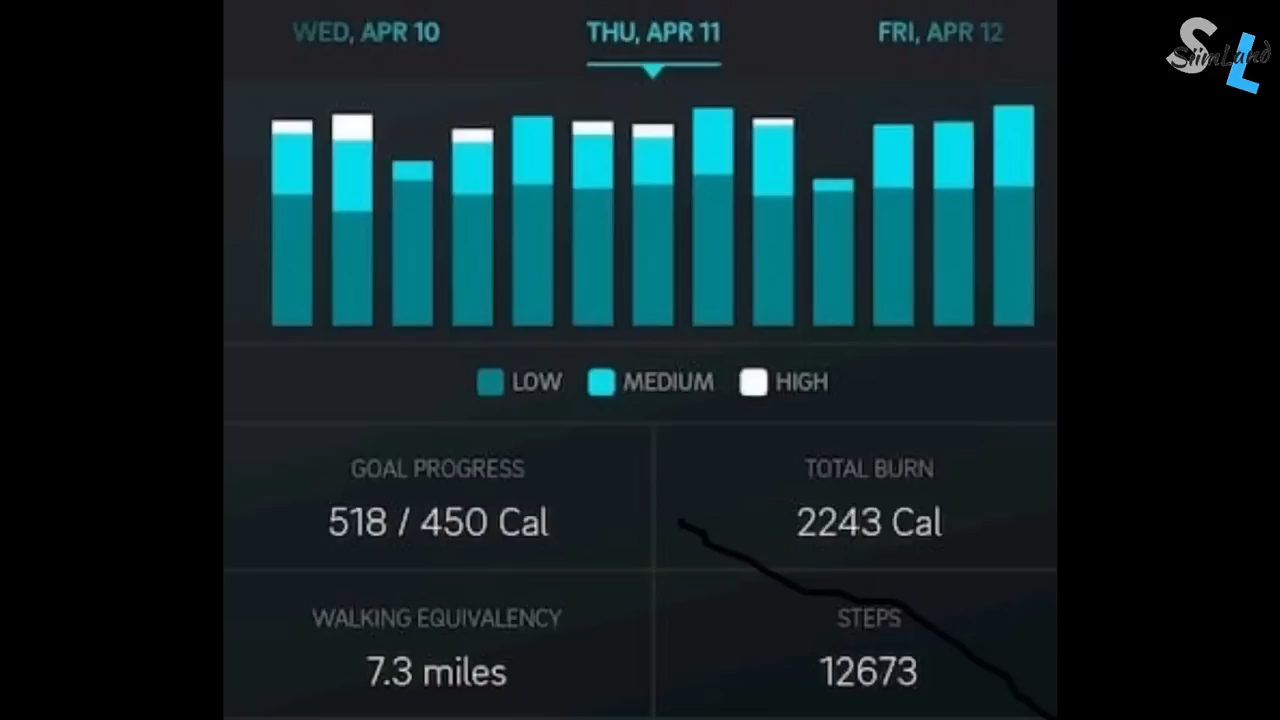 WED, APR 10
THU, APR 11
FRI, APR 12
SL
SiimLand
LOW
MEDIUM
HIGH
GOAL PROGRESS
518 / 450 Cal
TOTAL BURN
2243 Cal
WALKING EQUIVALENCY
7.3 miles
STEPS
12673